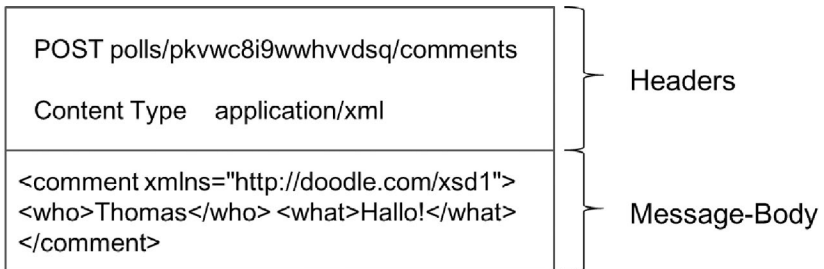 POST polls/pkvwc8i9wwhvvdsq/comments
Content Type application/xml
Headers
<comment xmlns="http://doodle.com/xsd1">
<who>Thomas</who> <what>Hallo!</what>
</comment>
Message-Body